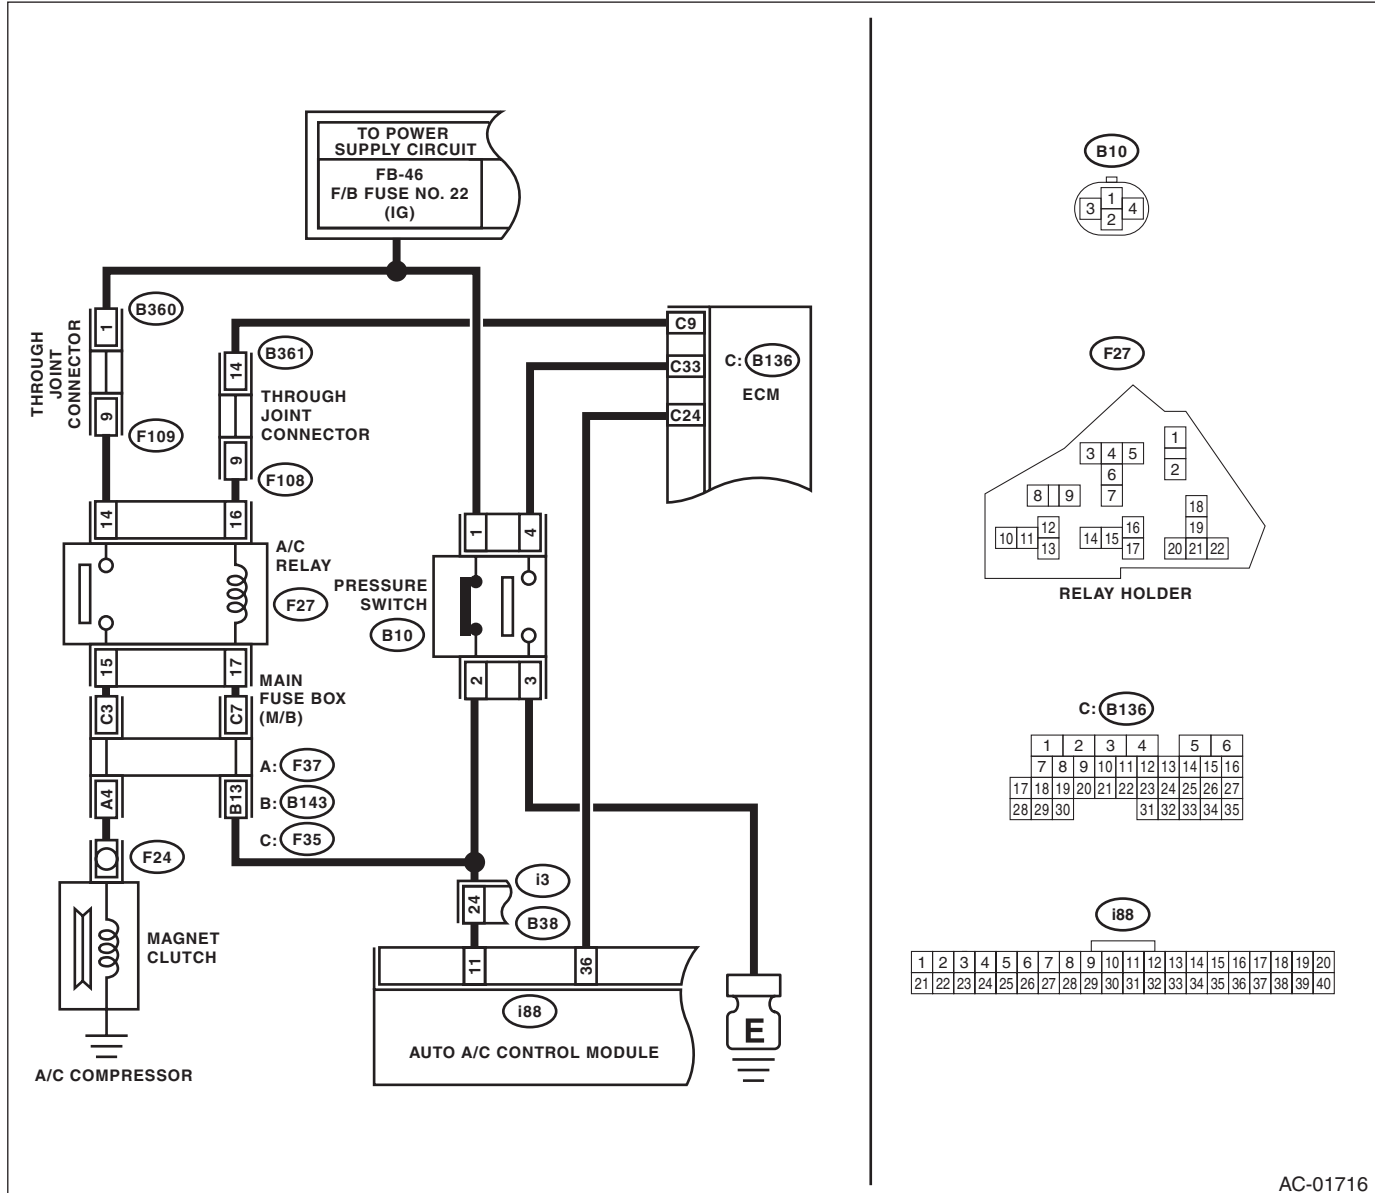 TO POWER
SUPPLY CIRCUIT
FB-46
F/B FUSE NO. 22
(IG)
THROUGH
JOINT
CONNECTOR
1
B360
9
F109
14
B361
THROUGH
JOINT
CONNECTOR
9
F108
C9
C33
C24
C: B136
ECM
14
16
A/C
RELAY
F27
15
17
MAIN
FUSE BOX
(M/B)
C3
C7
A: F37
B: B143
C: F35
A4
B13
F24
MAGNET
CLUTCH
A/C COMPRESSOR
1
4
PRESSURE
SWITCH
B10
2
3
24
i3
B38
11
36
i88
AUTO A/C CONTROL MODULE
E
B10
1
3 4
2
F27
1
3 4 5
2
6
8 9 7
18
12 16 19
10 11 14 15
13 17 20 21 22
RELAY HOLDER
C: B136
1 2 3 4 5 6
7 8 9 10 11 12 13 14 15 16
17 18 19 20 21 22 23 24 25 26 27
28 29 30 31 32 33 34 35
i88
1 2 3 4 5 6 7 8 9 10 11 12 13 14 15 16 17 18 19 20
21 22 23 24 25 26 27 28 29 30 31 32 33 34 35 36 37 38 39 40
AC-01716